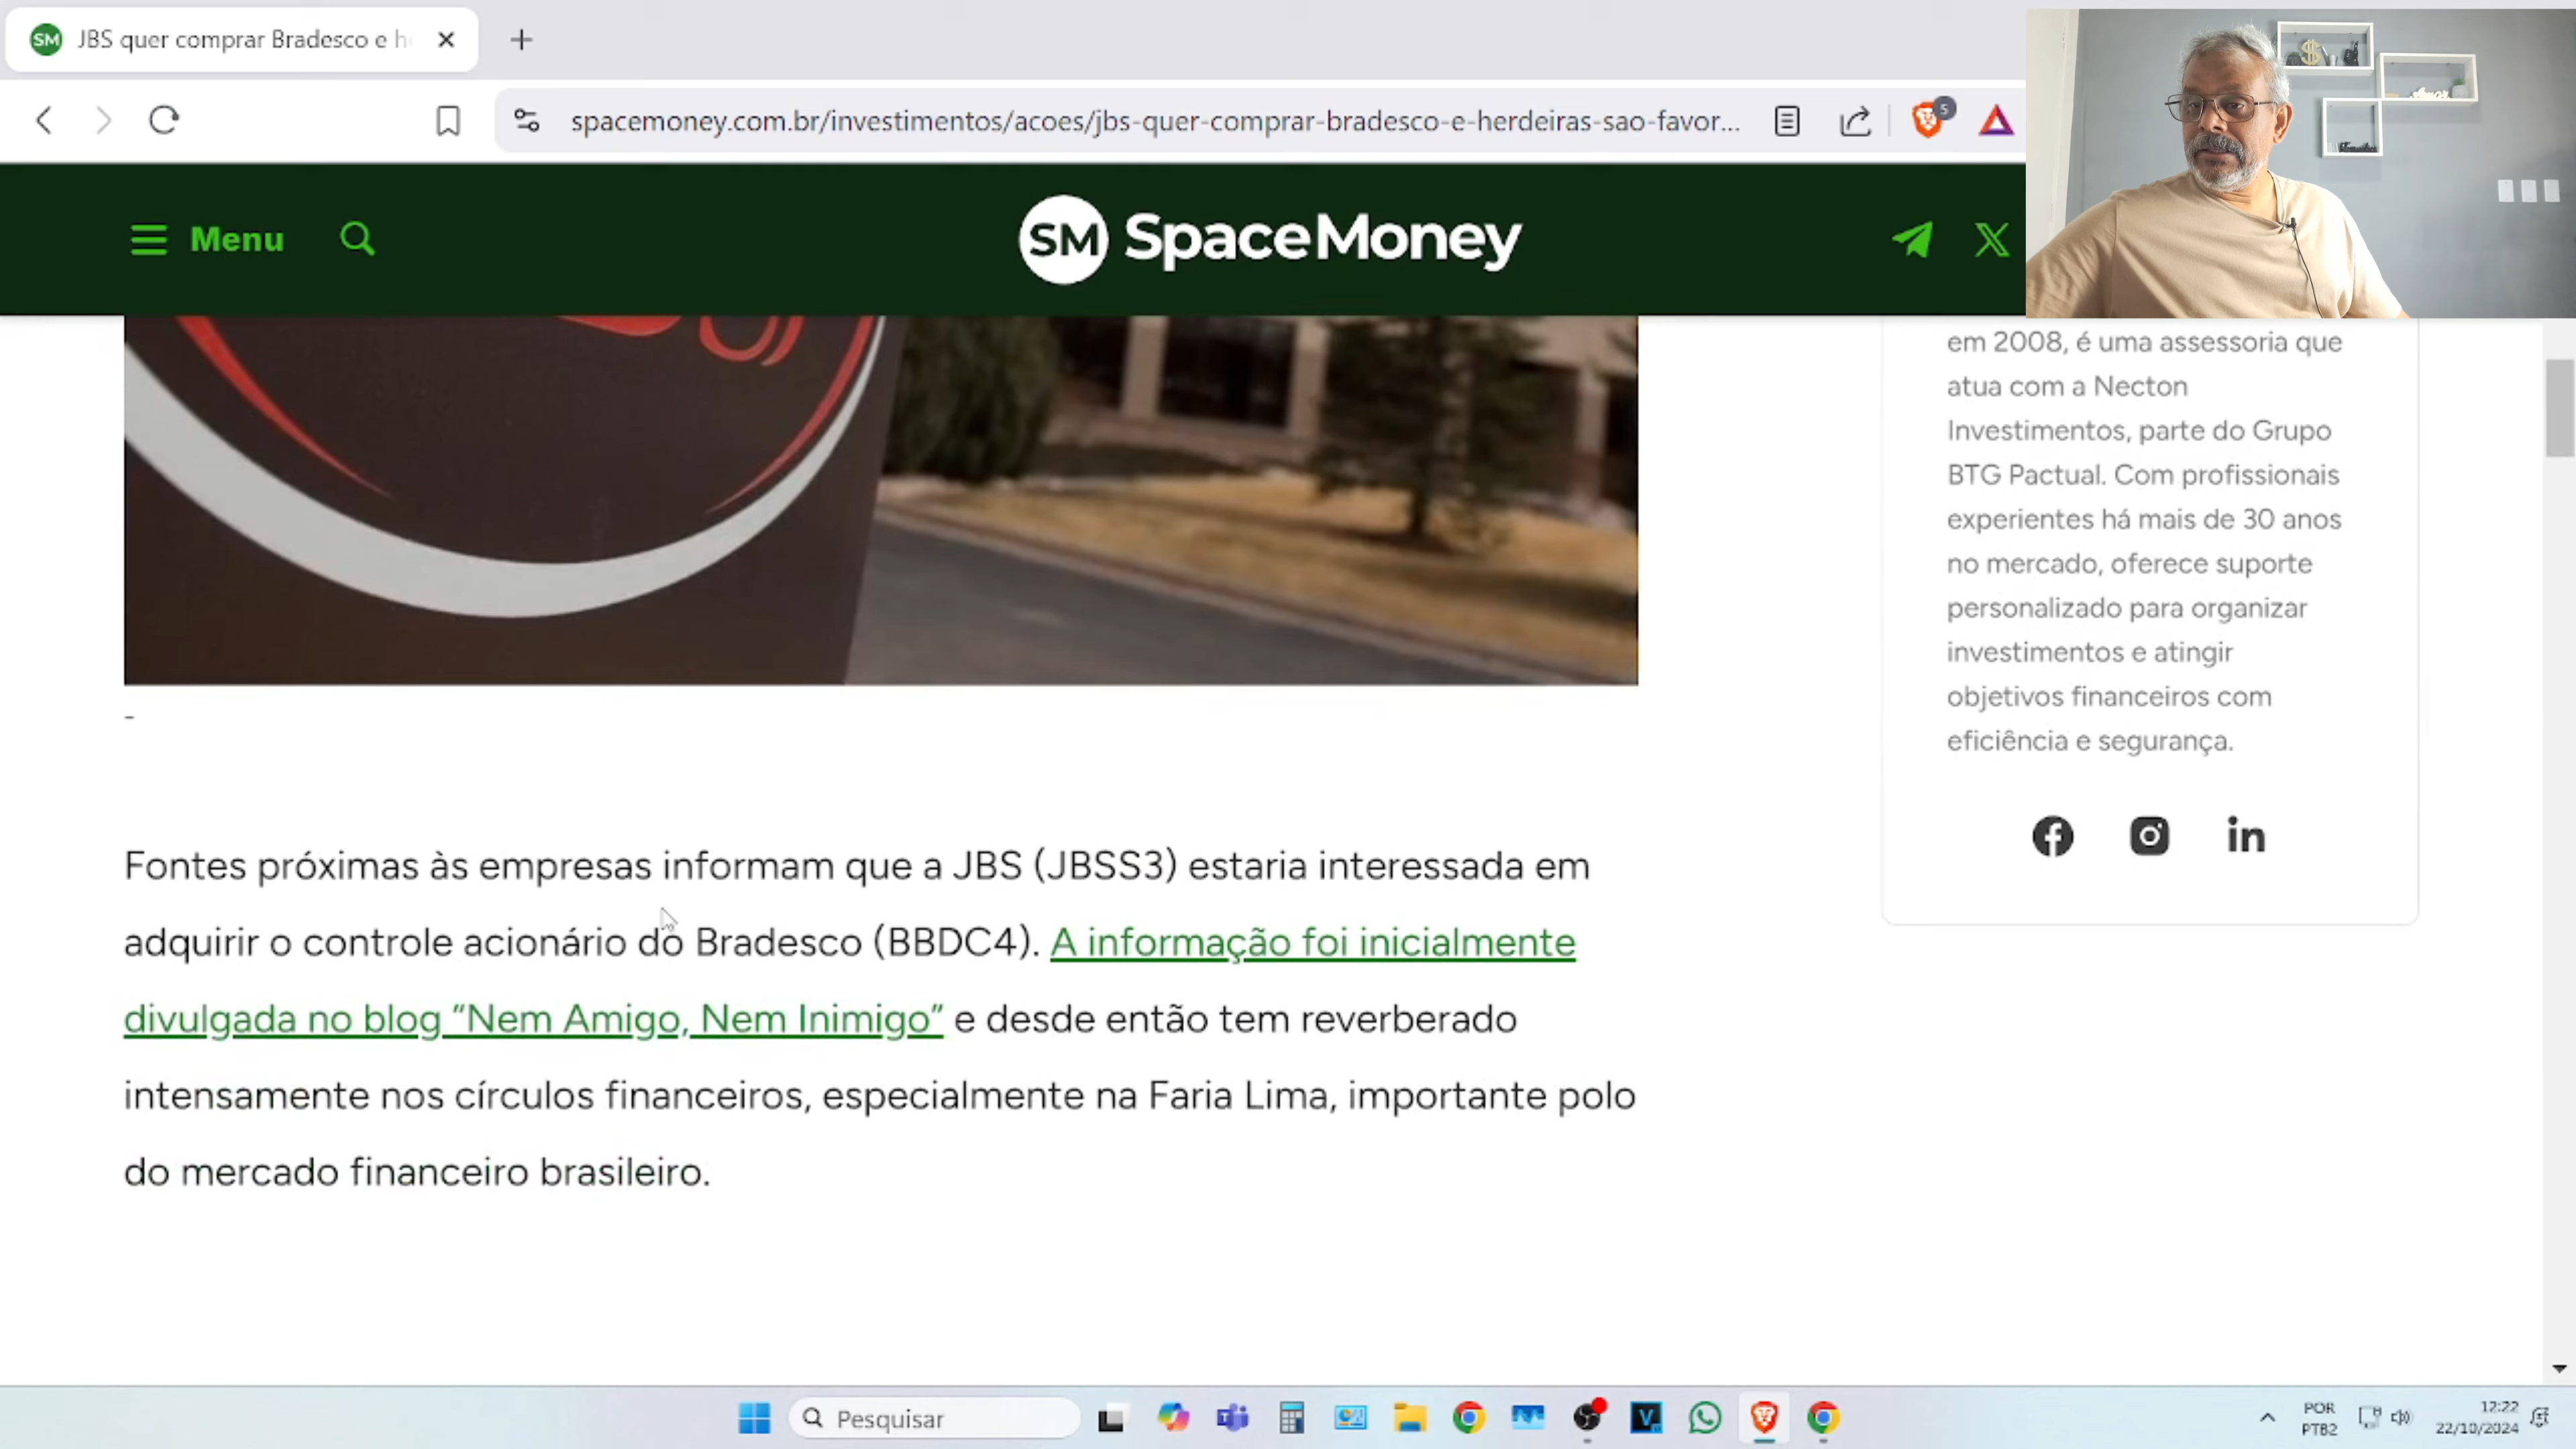 SM JBS quer comprar Bradesco e h
spacemoney.com.br/investimentos/acoes/jbs-quer-comprar-bradesco-e-herdeiras-sao-favor...
5
Menu
SM SpaceMoney
em 2008, é uma assessoria que
atua com a Necton
Investimentos, parte do Grupo
BTG Pactual. Com profissionais
experientes há mais de 30 anos
no mercado, oferece suporte
personalizado para organizar
investimentos e atingir
objetivos financeiros com
eficiência e segurança.
-
Fontes próximas às empresas informam que a JBS (JBSS3) estaria interessada em
adquirir o controle acionário do Bradesco (BBDC4). A informação foi inicialmente
divulgada no blog “Nem Amigo, Nem Inimigo” e desde então tem reverberado
intensamente nos círculos financeiros, especialmente na Faria Lima, importante polo
do mercado financeiro brasileiro.
Pesquisar
POR
PTB2
12:22
22/10/2024